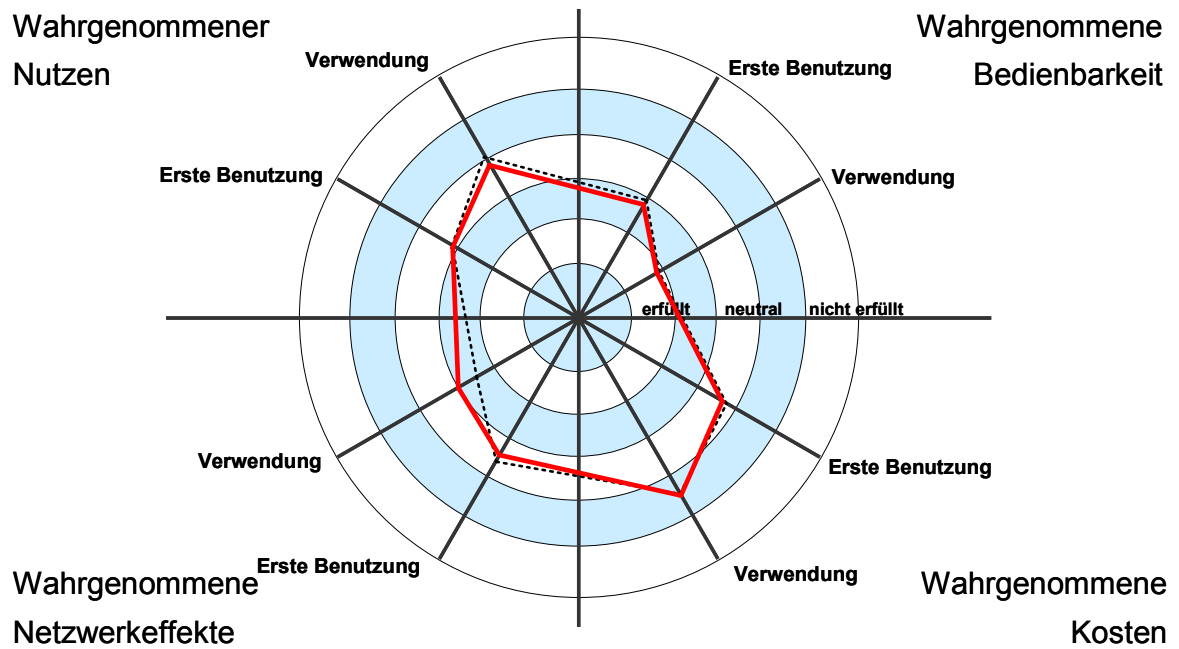 Wahrgenommener
Nutzen
Wahrgenommene
Bedienbarkeit
Verwendung
Erste Benutzung
Erste Benutzung
Verwendung
erfüllt
neutral
nicht erfüllt
Verwendung
Erste Benutzung
Erste Benutzung
Verwendung
Wahrgenommene
Netzwerkeffekte
Wahrgenommene
Kosten